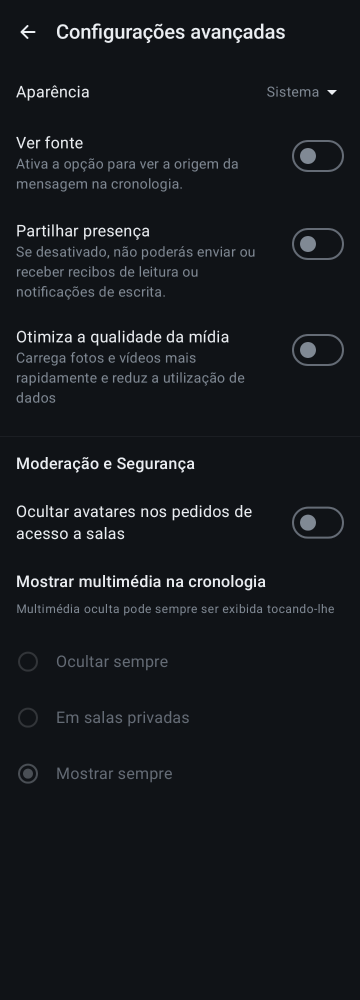 Configurações avançadas
Aparência
Sistema
Ver fonte
Ativa a opção para ver a origem da
mensagem na cronologia.
Partilhar presença
Se desativado, não poderás enviar ou
receber recibos de leitura ou
notificações de escrita.
Otimiza a qualidade da mídia
Carrega fotos e vídeos mais
rapidamente e reduz a utilização de
dados
Moderação e Segurança
Ocultar avatares nos pedidos de
acesso a salas
Mostrar multimédia na cronologia
Multimédia oculta pode sempre ser exibida tocando-lhe
Ocultar sempre
Em salas privadas
Mostrar sempre